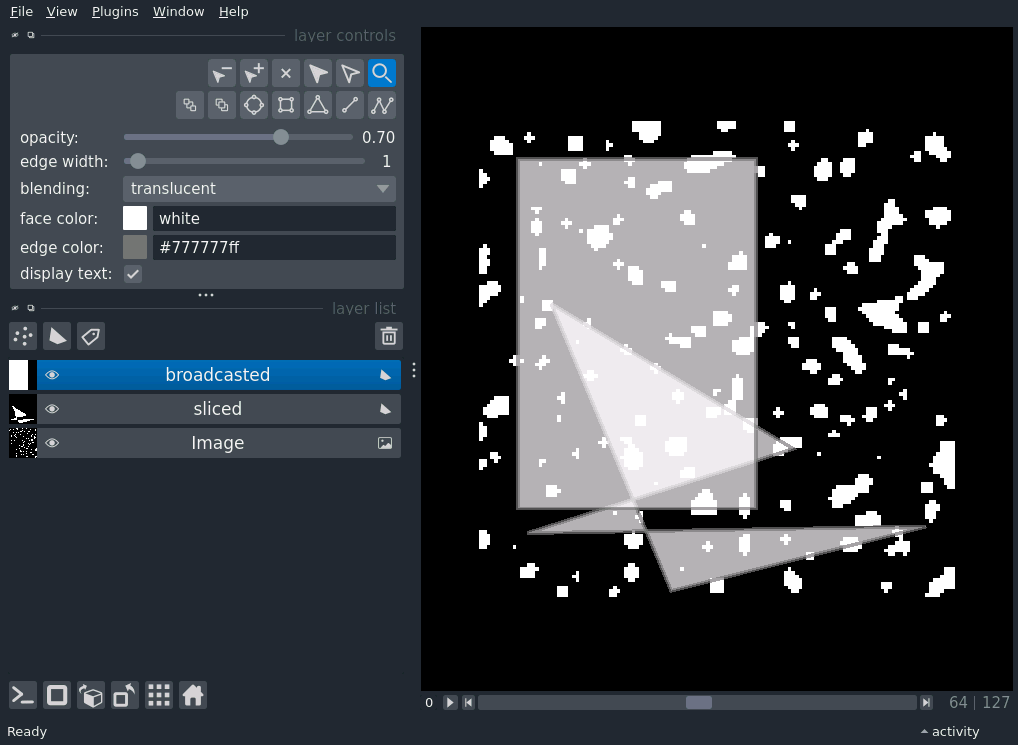 File View Plugins Window Help
layer controls
opacity: 0.70
edge width: 1
blending: translucent
face color: white
edge color: #777777ff
display text:
layer list
broadcasted
sliced
Image
0 64 | 127
Ready activity